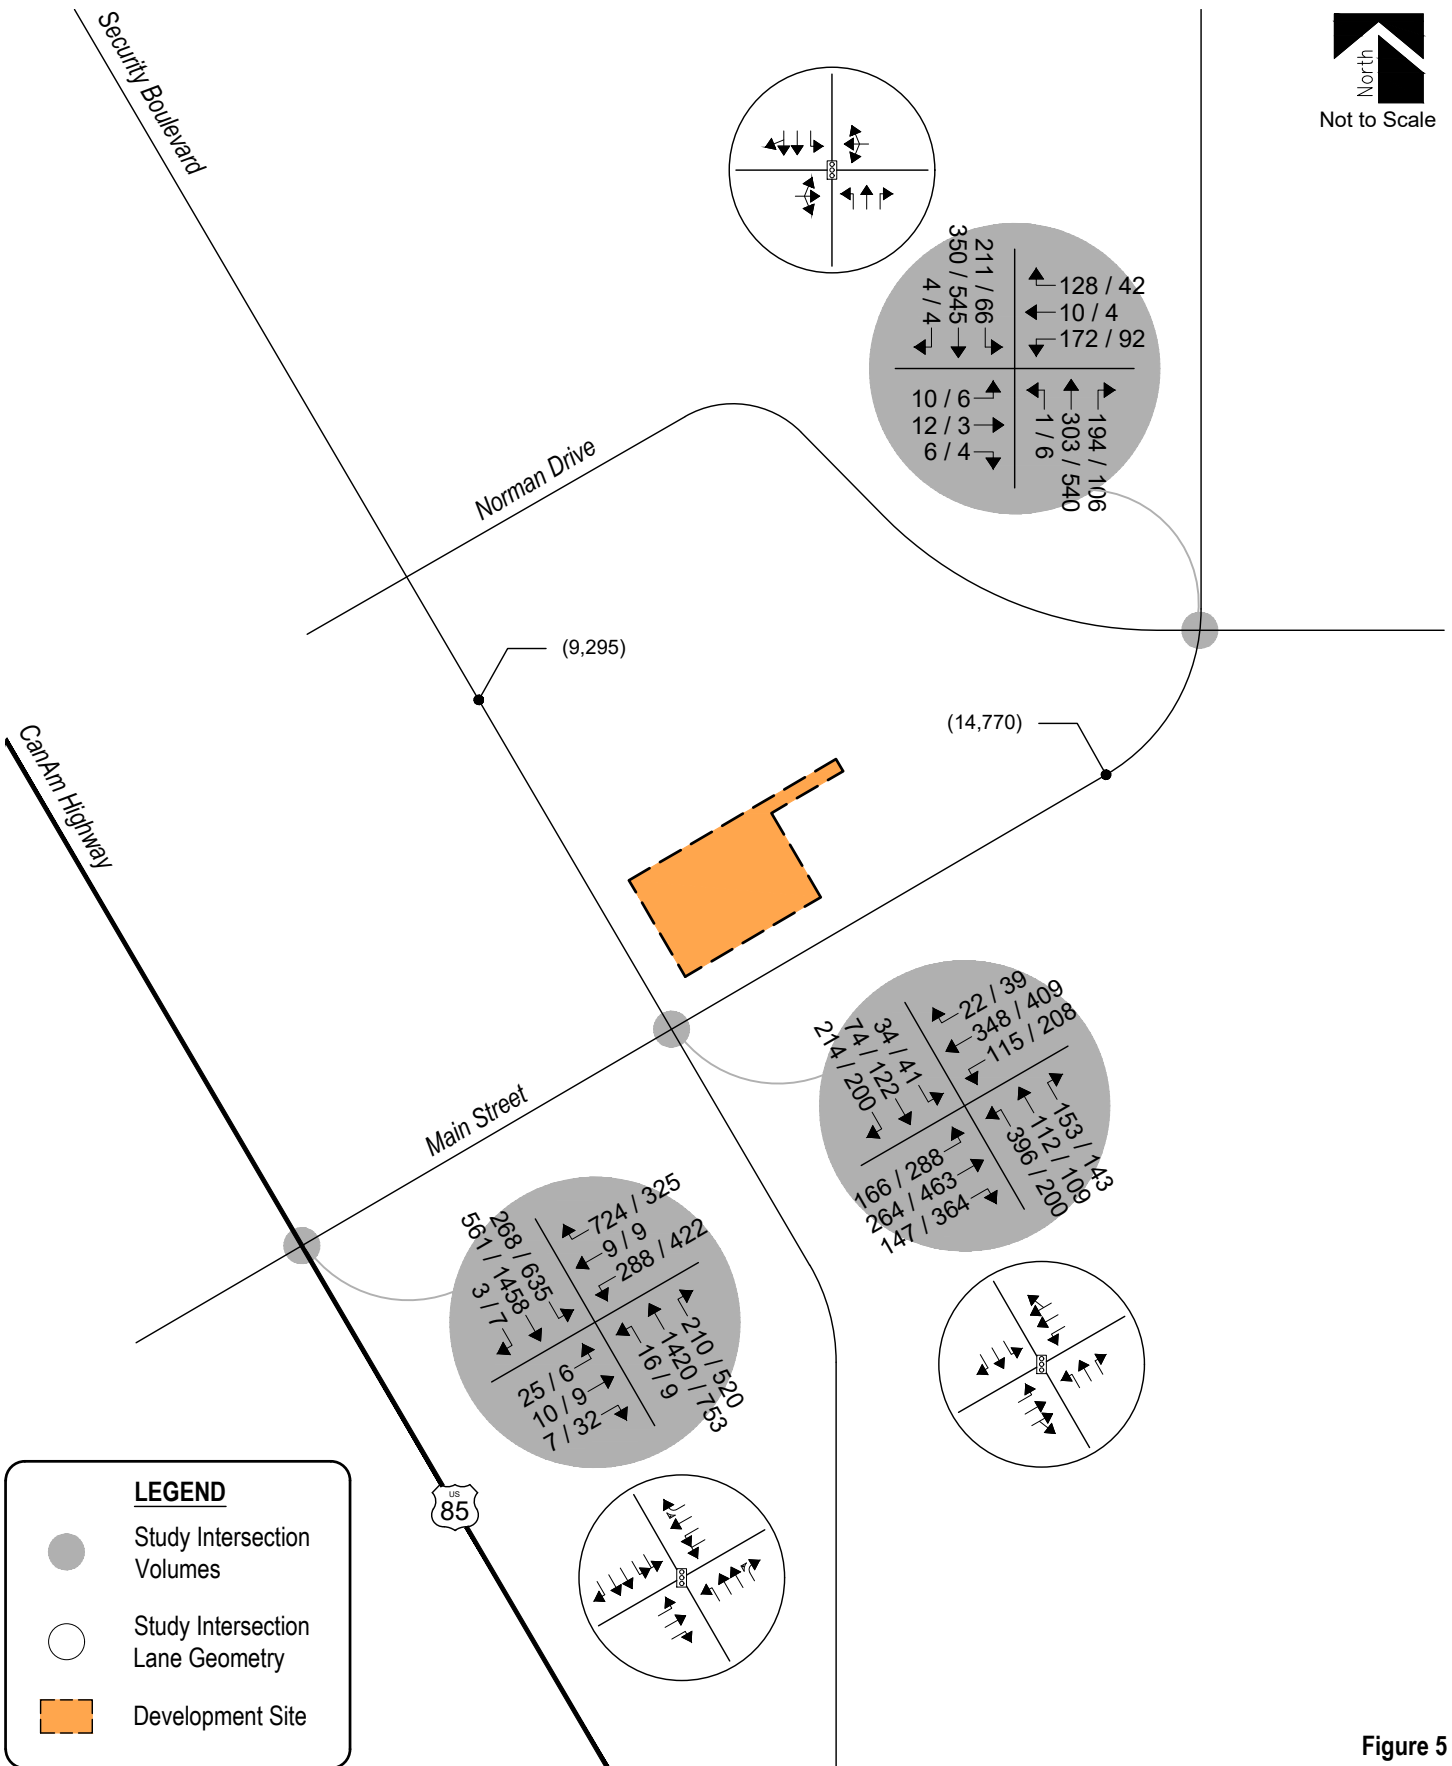 Security Boulevard
North
Not to Scale
211 / 66
350 / 545
4 / 4
128 / 42
10 / 4
172 / 92
10 / 6
12 / 3
6 / 4
194 / 106
303 / 540
1 / 6
Norman Drive
(9,295)
(14,770)
CanAm Highway
Main Street
34 / 41
74 / 122
214 / 200
22 / 39
348 / 409
115 / 208
166 / 288
264 / 463
147 / 364
153 / 143
112 / 109
396 / 200
268 / 635
561 / 1458
3 / 7
724 / 325
9 / 9
288 / 422
25 / 6
10 / 9
7 / 32
210 / 520
1420 / 753
16 / 9
US
85
LEGEND
Study Intersection
Volumes
Study Intersection
Lane Geometry
Development Site
Figure 5